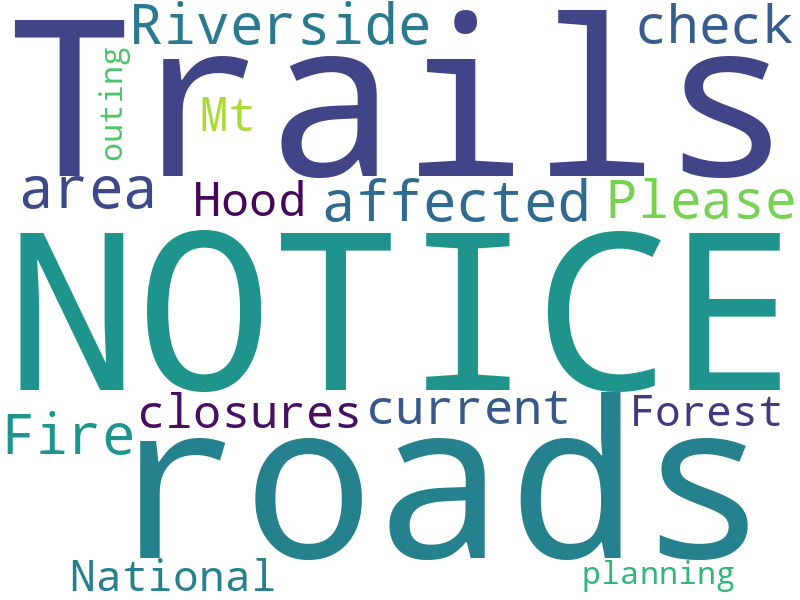 Riverside check
Trails
outing
Mt
area Hood affected Please
NOTICE
Fire closures current Forest
roads
National planning